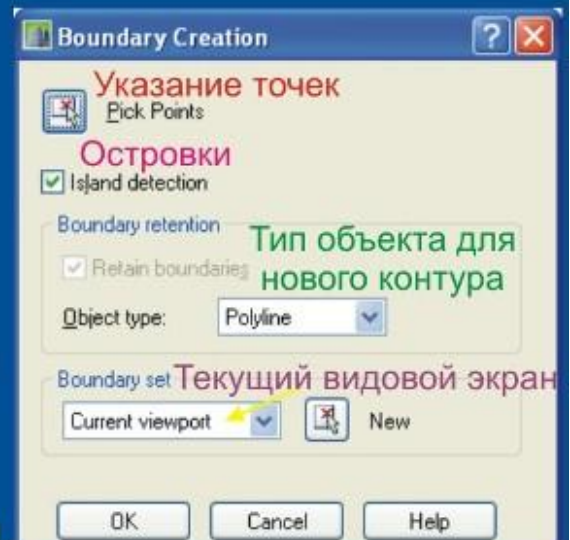 Boundary Creation
Указание точек
Pick Points
Островки
Island detection
Boundary retention
Тип объекта для
нового контура
Retain boundaries
Object type:
Polyline
Boundary set
Текущий видовой экран
Current viewport
New
OK
Cancel
Help